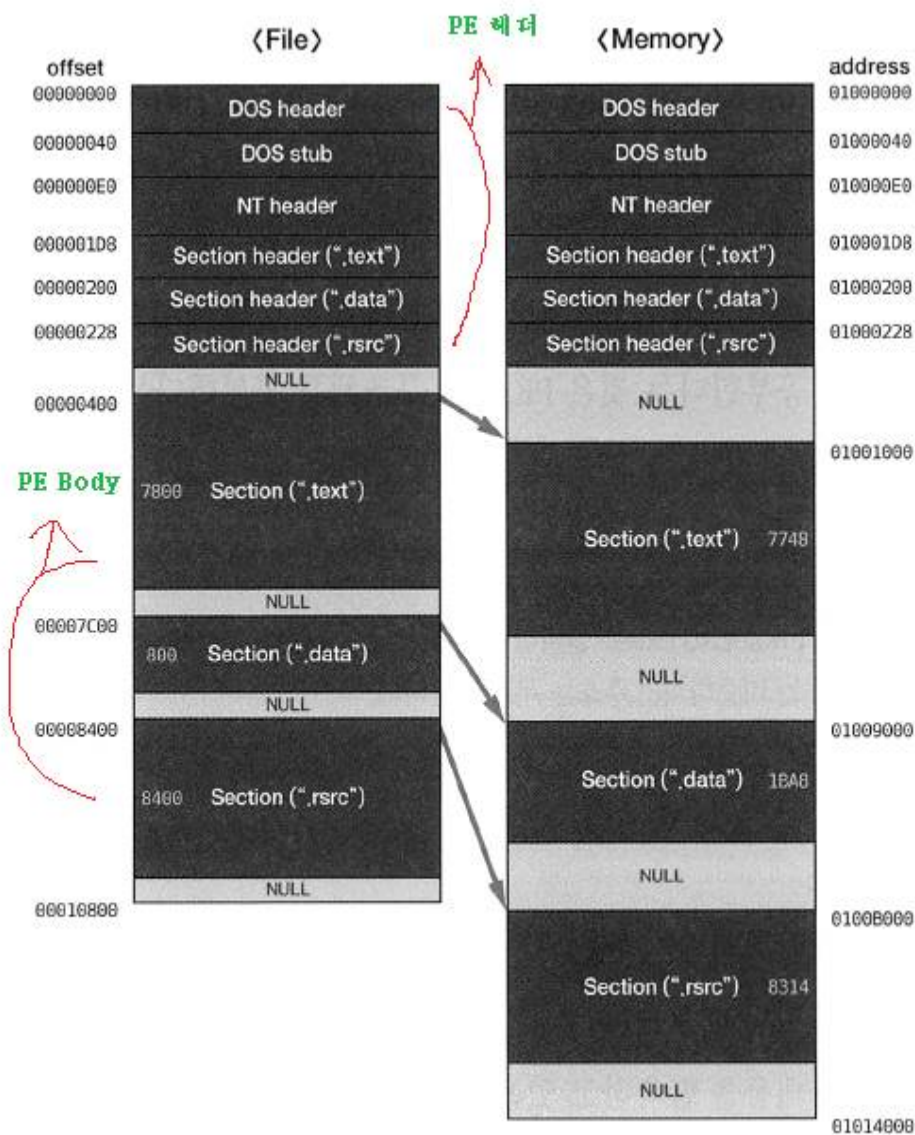 PE 헤더
〈File〉
〈Memory〉
offset
address
00000000
DOS header
DOS header
01000000
00000040
DOS stub
DOS stub
01000040
000000E0
NT header
NT header
010000E0
000001D8
Section header (".text")
Section header (".text")
010001D8
00000200
Section header (".data")
Section header (".data")
01000200
00000228
Section header (".rsrc")
Section header (".rsrc")
01000228
NULL
NULL
00000400
01001000
PE Body
7800 Section (".text")
Section (".text") 7748
NULL
00007C00
NULL
800 Section (".data")
NULL
00008400
01009000
Section (".data") 1BA8
8400 Section (".rsrc")
NULL
NULL
00010800
0100B000
Section (".rsrc") 8314
NULL
01014000